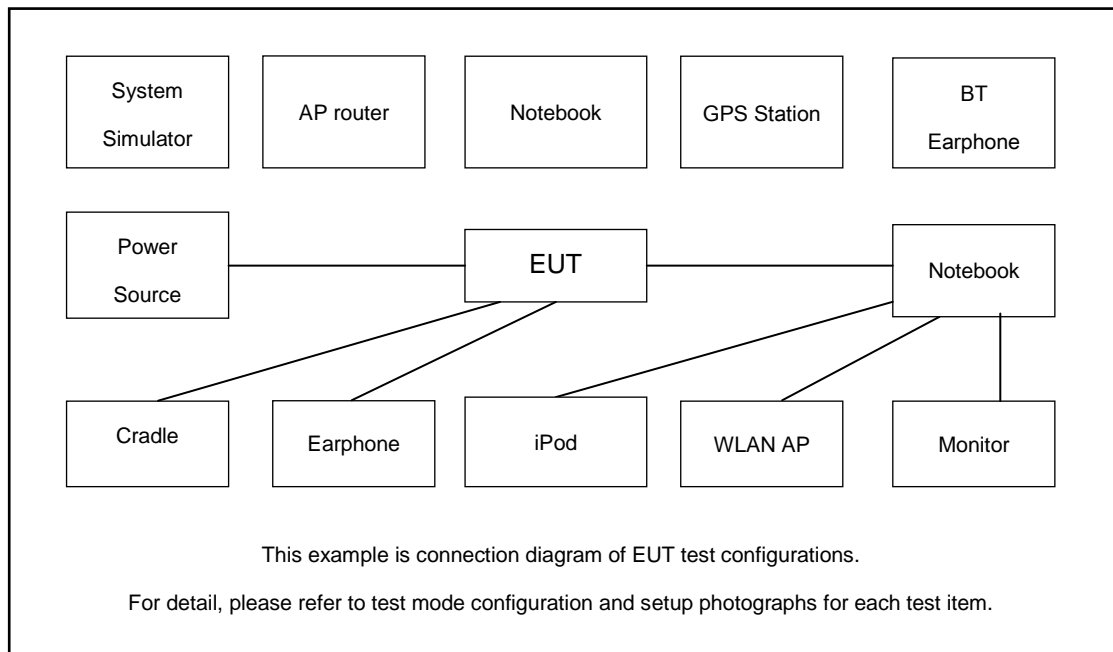 System
Simulator
AP router
Notebook
GPS Station
BT
Earphone
Power
Source
EUT
Notebook
Cradle
Earphone
iPod
WLAN AP
Monitor
This example is connection diagram of EUT test configurations.
For detail, please refer to test mode configuration and setup photographs for each test item.